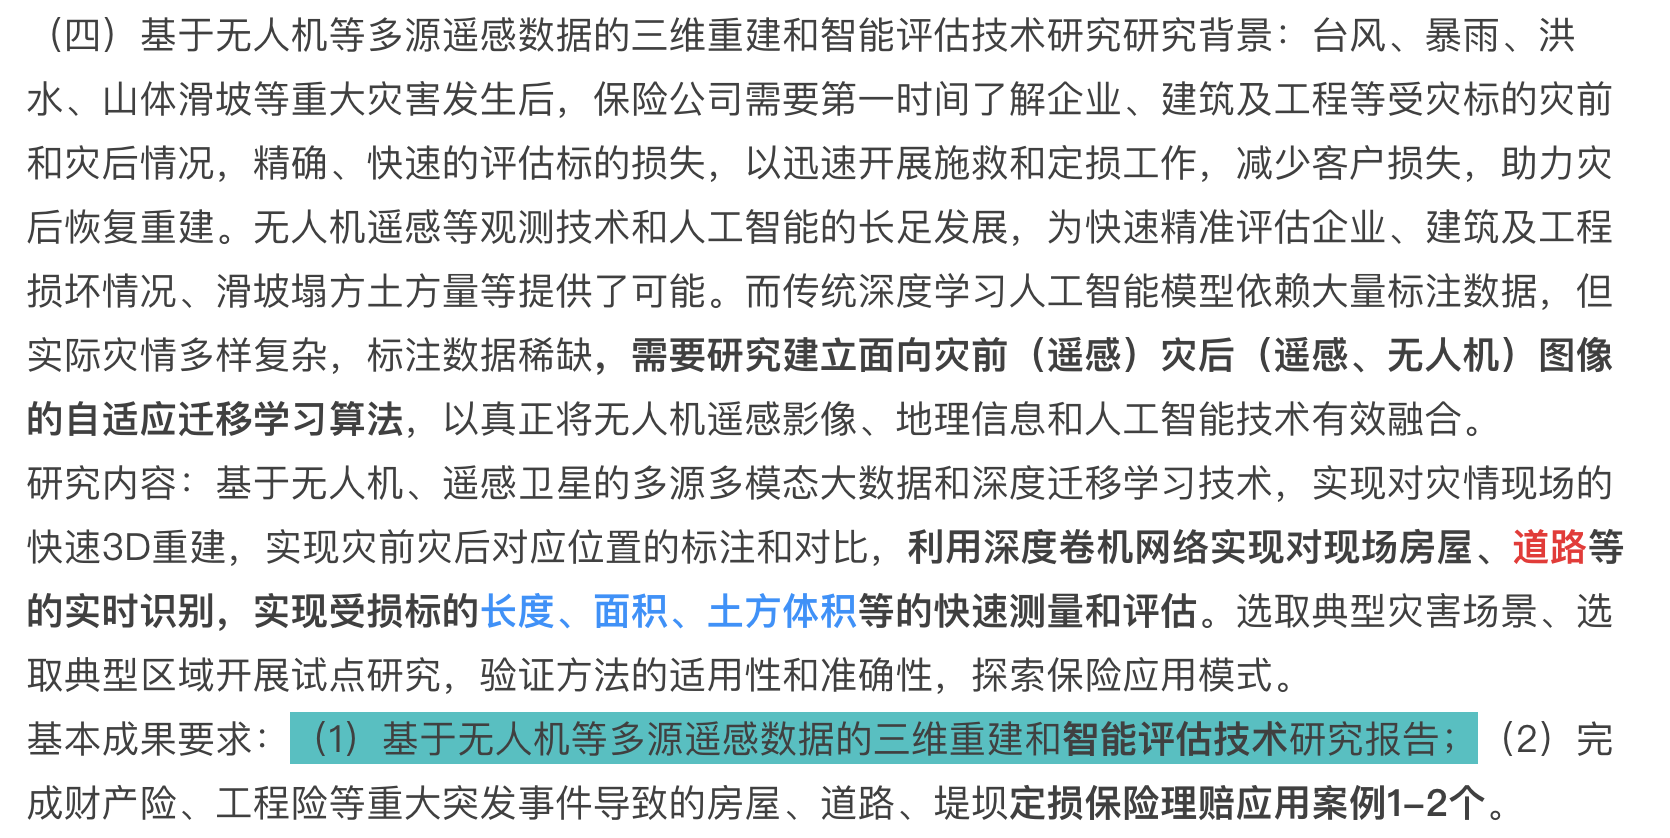 （四）基于无人机等多源遥感数据的三维重建和智能评估技术研究研究背景：台风、暴雨、洪
水、山体滑坡等重大灾害发生后，保险公司需要第一时间了解企业、建筑及工程等受灾标的灾前
和灾后情况，精确、快速的评估标的损失，以迅速开展施救和定损工作，减少客户损失，助力灾
后恢复重建。无人机遥感等观测技术和人工智能的长足发展，为快速精准评估企业、建筑及工程
损坏情况、滑坡塌方土方量等提供了可能。而传统深度学习人工智能模型依赖大量标注数据，但
实际灾情多样复杂，标注数据稀缺，需要研究建立面向灾前（遥感）灾后（遥感、无人机）图像
的自适应迁移学习算法，以真正将无人机遥感影像、地理信息和人工智能技术有效融合。
研究内容：基于无人机、遥感卫星的多源多模态大数据和深度迁移学习技术，实现对灾情现场的
快速3D重建，实现灾前灾后对应位置的标注和对比，利用深度卷机网络实现对现场房屋、道路等
的实时识别，实现受损标的长度、面积、土方体积等的快速测量和评估。选取典型灾害场景、选
取典型区域开展试点研究，验证方法的适用性和准确性，探索保险应用模式。
基本成果要求：（1）基于无人机等多源遥感数据的三维重建和智能评估技术研究报告；（2）完
成财产险、工程险等重大突发事件导致的房屋、道路、堤坝定损保险理赔应用案例1–2个。